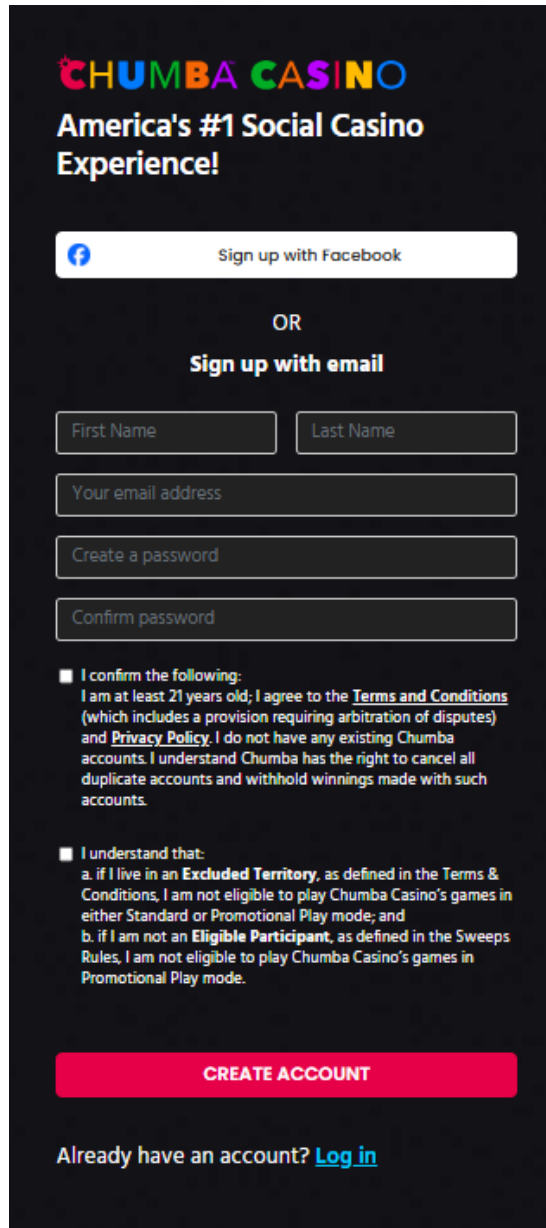 CHUMBA CASINO
America's #1 Social Casino
Experience!
Sign up with Facebook
OR
Sign up with email
First Name
Last Name
Your email address
Create a password
Confirm password
I confirm the following:
I am at least 21 years old; I agree to the Terms and Conditions
(which includes a provision requiring arbitration of disputes)
and Privacy Policy. I do not have any existing Chumba
accounts. I understand Chumba has the right to cancel all
duplicate accounts and withhold winnings made with such
accounts.
I understand that:
a. if I live in an Excluded Territory, as defined in the Terms &
Conditions, I am not eligible to play Chumba Casino's games in
either Standard or Promotional Play mode; and
b. if I am not an Eligible Participant, as defined in the Sweeps
Rules, I am not eligible to play Chumba Casino's games in
Promotional Play mode.
CREATE ACCOUNT
Already have an account? Log in